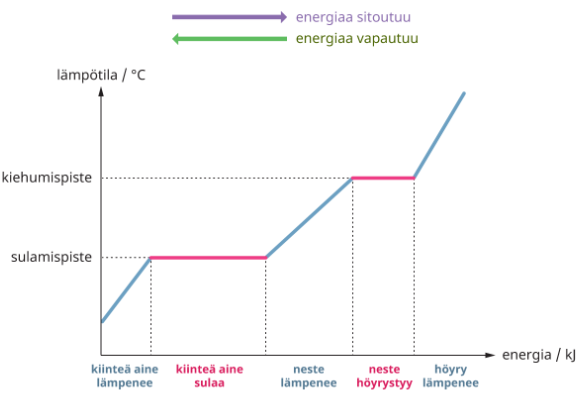 energiaa sitoutuu
energiaa vapautuu
lämpötila / °C
kiehumispiste
sulamispiste
energia / kJ
kiinteä aine
lämpenee
kiinteä aine
sulaa
neste
lämpenee
neste
höyrystyy
höyry
lämpenee